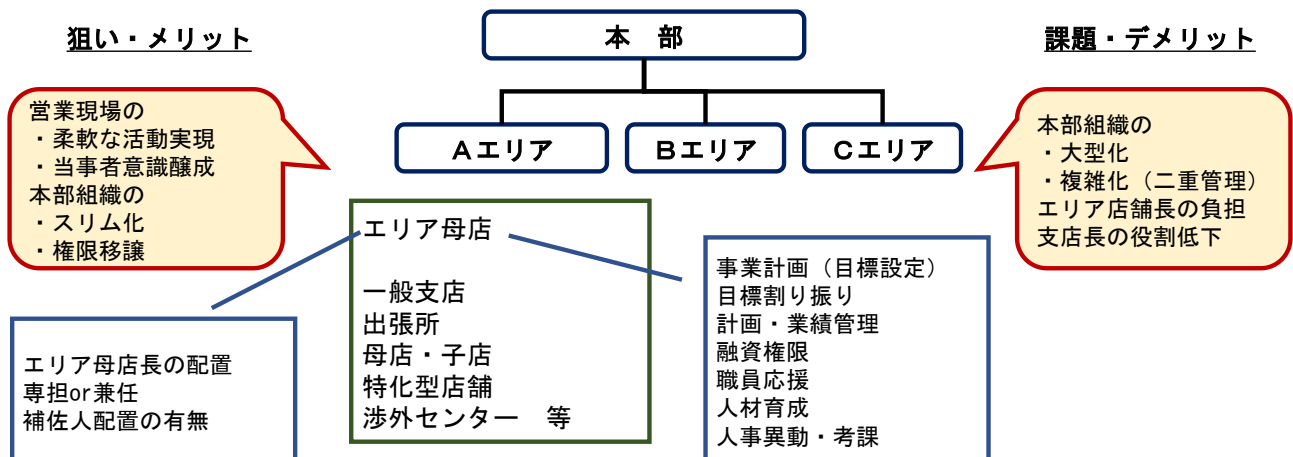 狙い・メリット
本　部
課題・デメリット
営業現場の
・柔軟な活動実現
・当事者意識醸成
本部組織の
・スリム化
・権限移譲
Ａエリア
Ｂエリア
Ｃエリア
本部組織の
・大型化
・複雑化（二重管理）
エリア店舗長の負担
支店長の役割低下
エリア母店
一般支店
出張所
母店・子店
特化型店舗
渉外センター　等
エリア母店長の配置
専担or兼任
補佐人配置の有無
事業計画（目標設定）
目標割り振り
計画・業績管理
融資権限
職員応援
人材育成
人事異動・考課